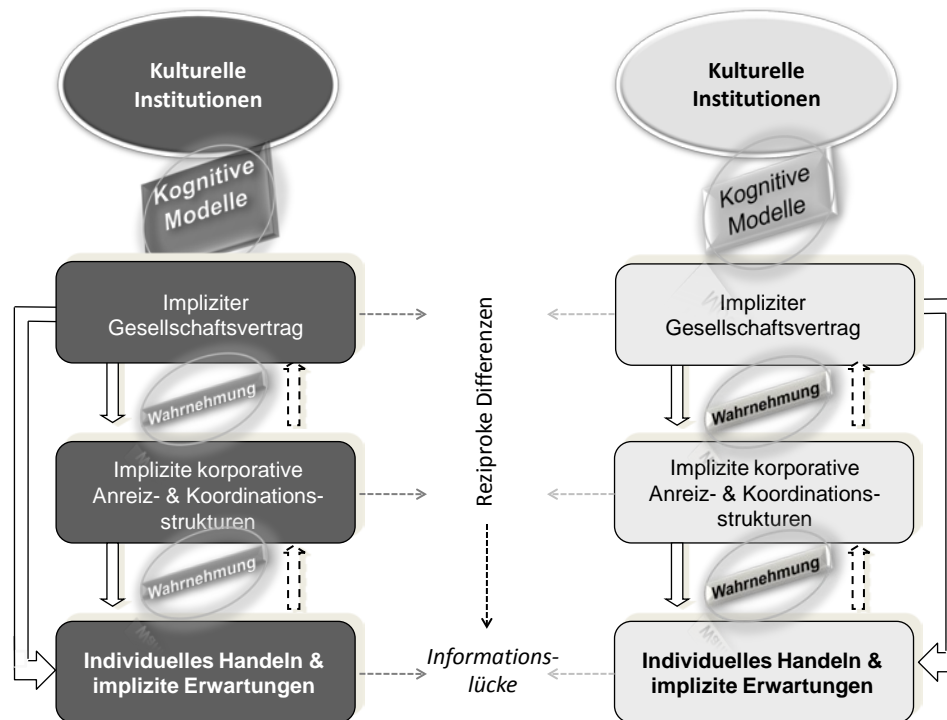 Kulturelle
Institutionen
Kognitive
Modelle
Impliziter
Gesellschaftsvertrag
Wahrnehmung
Implizite korporative
Anreiz- & Koordinations-
strukturen
Wahrnehmung
Individuelles Handeln &
implizite Erwartungen
Reziproke Differenzen
Informations-
lücke
Kulturelle
Institutionen
Kognitive
Modelle
Impliziter
Gesellschaftsvertrag
Wahrnehmung
Implizite korporative
Anreiz- & Koordinations-
strukturen
Wahrnehmung
Individuelles Handeln &
implizite Erwartungen